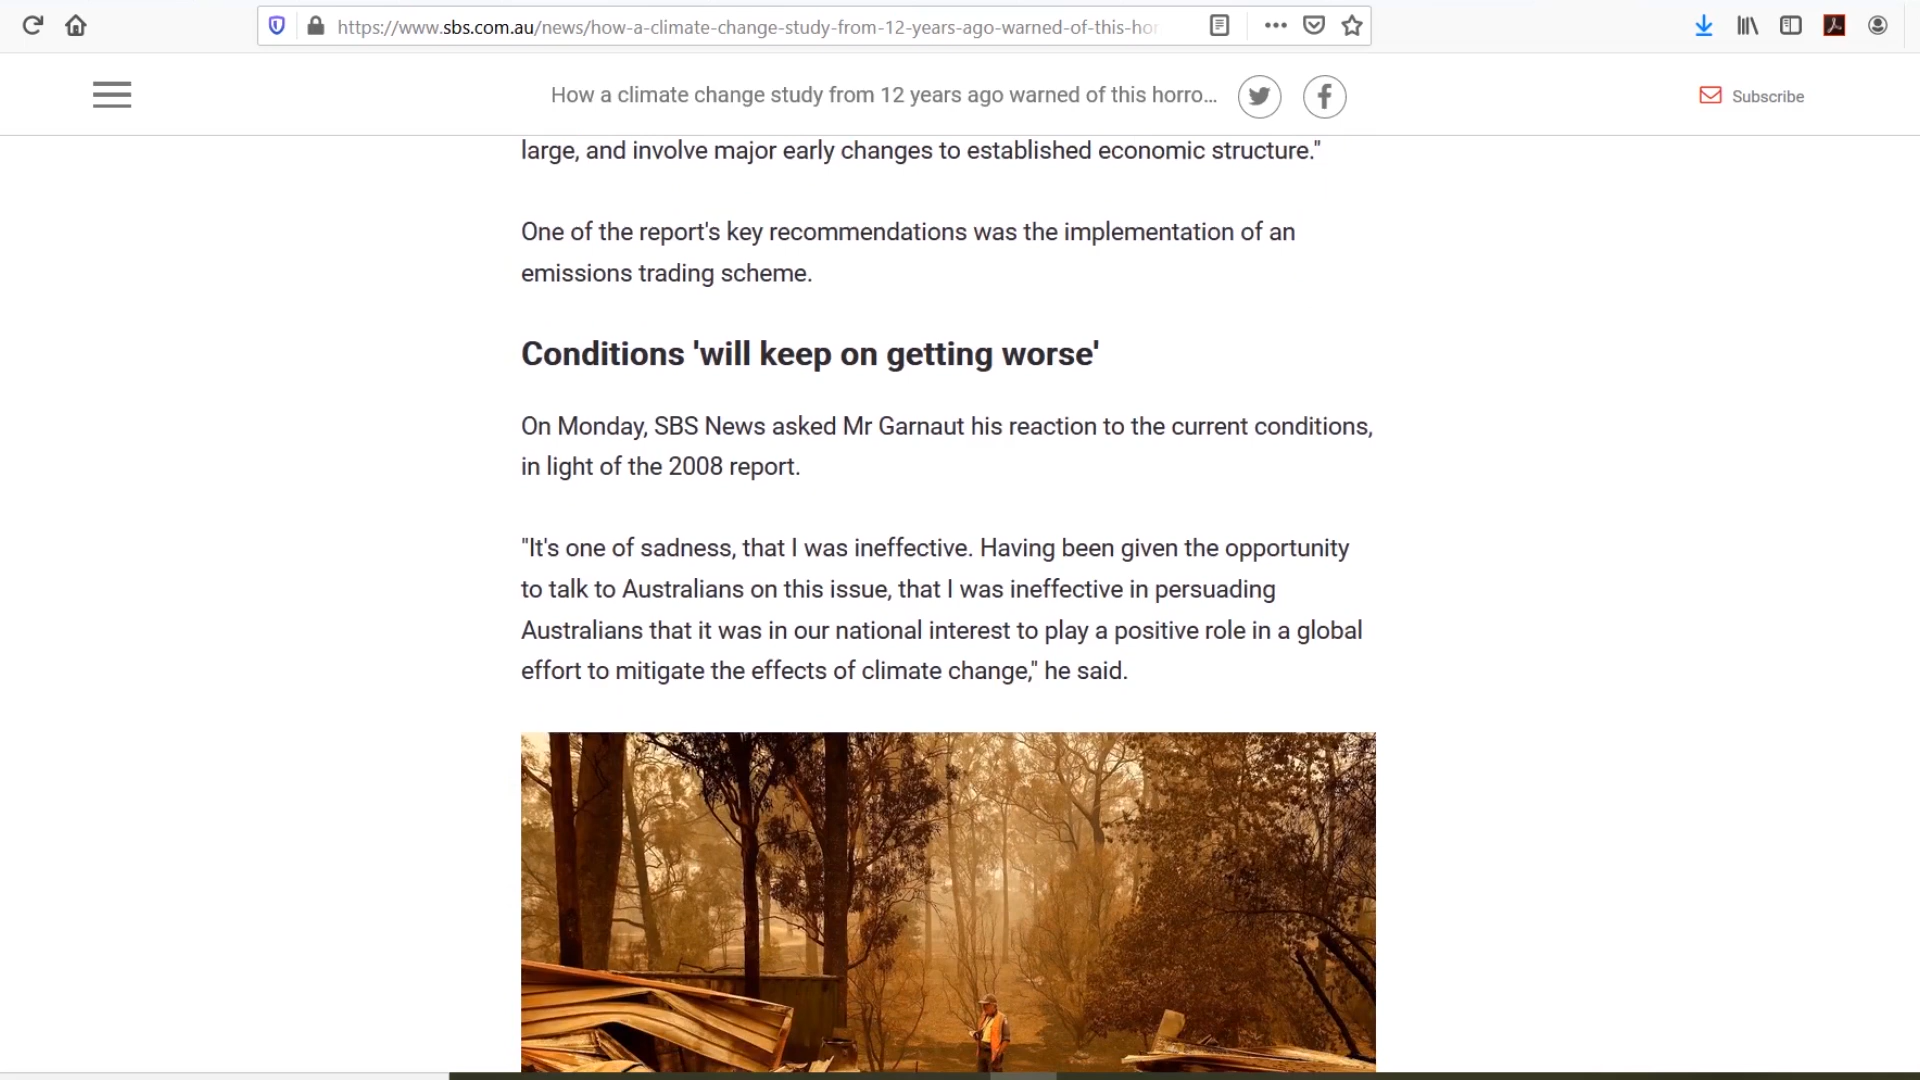 https://www.sbs.com.au/news/how-a-climate-change-study-from-12-years-ago-warned-of-this-hor
How a climate change study from 12 years ago warned of this horro...
Subscribe
large, and involve major early changes to established economic structure."
One of the report's key recommendations was the implementation of an
emissions trading scheme.
Conditions 'will keep on getting worse'
On Monday, SBS News asked Mr Garnaut his reaction to the current conditions,
in light of the 2008 report.
"It's one of sadness, that I was ineffective. Having been given the opportunity
to talk to Australians on this issue, that I was ineffective in persuading
Australians that it was in our national interest to play a positive role in a global
effort to mitigate the effects of climate change," he said.